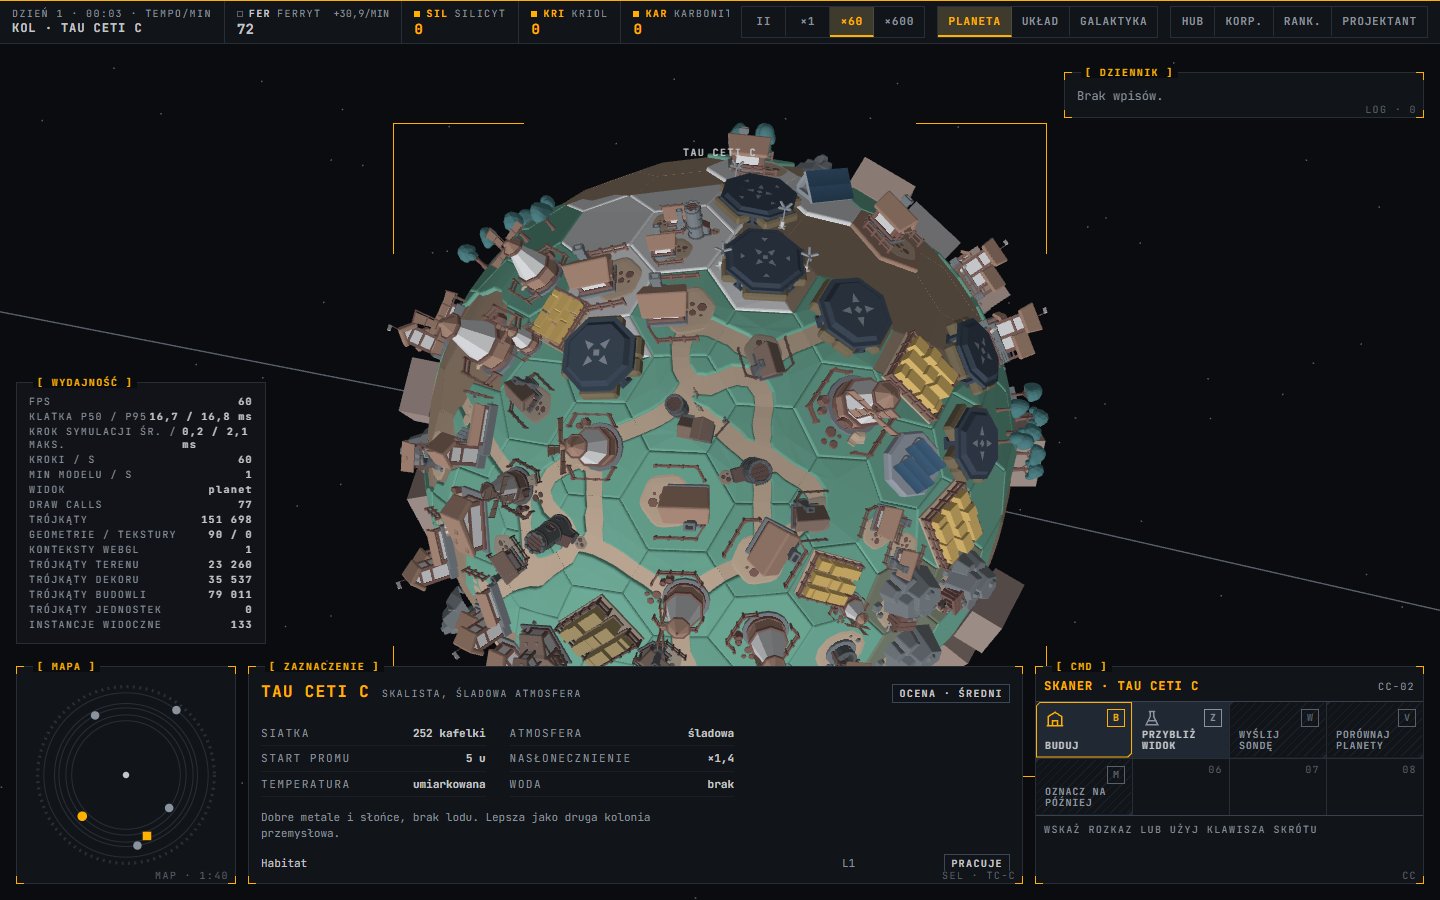 DZIEŃ 1 · 00:03 · TEMPO/MIN
KOL · TAU CETI C
FER FERRYT +30,9/MIN
72
SIL SILICYT
0
KRI KRIOL
0
KAR KARBONIT
0
II ×1 ×60 ×600
PLANETA UKŁAD GALAKTYKA
HUB KORP. RANK. PROJEKTANT
[ DZIENNIK ]
Brak wpisów.
LOG · 0
TAU CETI C
[ WYDAJNOŚĆ ]
FPS 60
KLATKA P50 / P95 16,7 / 16,8 ms
KROK SYMULACJI ŚR. / 0,2 / 2,1
MAKS. ms
KROKI / S 60
MIN MODELU / S 1
WIDOK planet
DRAW CALLS 77
TRÓJKĄTY 151 698
GEOMETRIE / TEKSTURY 90 / 0
KONTEKSTY WEBGL 1
TRÓJKĄTY TERENU 23 260
TRÓJKĄTY DEKORU 35 537
TRÓJKĄTY BUDOWLI 79 011
TRÓJKĄTY JEDNOSTEK 0
INSTANCJE WIDOCZNE 133
[ MAPA ]
MAP · 1:40
[ ZAZNACZENIE ]
TAU CETI C SKALISTA, ŚLADOWA ATMOSFERA
OCENA · ŚREDNI
SIATKA 252 kafelki ATMOSFERA śladowa
START PROMU 5 u NASŁONECZNIENIE ×1,4
TEMPERATURA umiarkowana WODA brak
Dobre metale i słońce, brak lodu. Lepsza jako druga kolonia
przemysłowa.
Habitat L1 PRACUJE
SEL · TC-C
[ CMD ]
SKANER · TAU CETI C CC-02
B
BUDUJ
Z
PRZYBLIŻ
WIDOK
W
WYŚLIJ
SONDĘ
V
PORÓWNAJ
PLANETY
M
OZNACZ NA
PÓŹNIEJ
06 07 08
WSKAŻ ROZKAZ LUB UŻYJ KLAWISZA SKRÓTU
CC